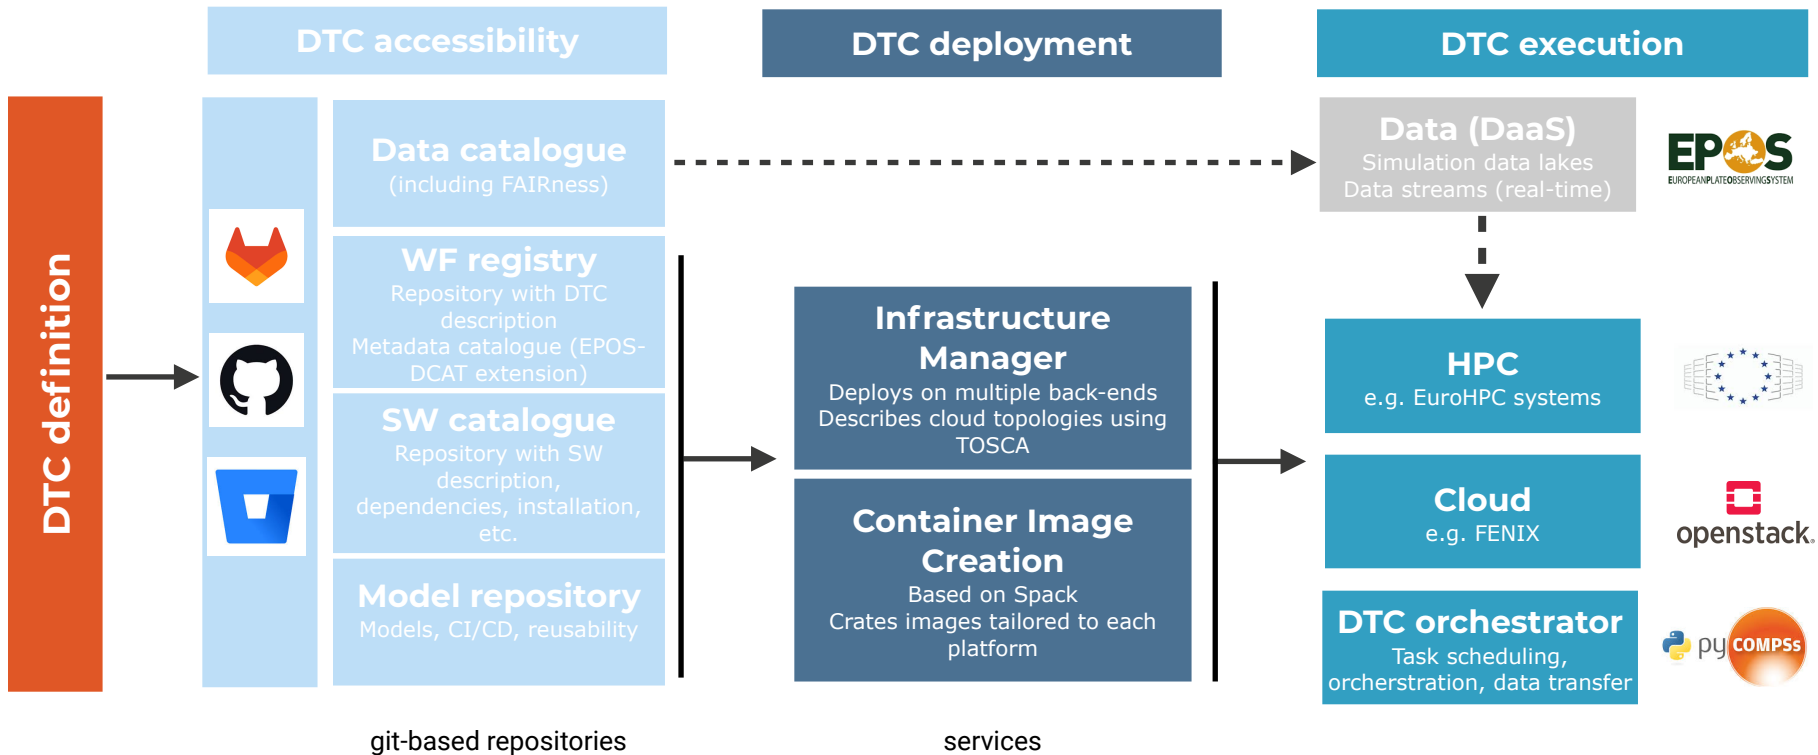 DTC accessibility
DTC deployment
DTC execution
DTC definition
Data catalogue
(including FAIRness)
WF registry
Repository with DTC
description
Metadata catalogue (EPOS-
DCAT extension)
SW catalogue
Repository with SW
description,
dependencies, installation,
etc.
Model repository
Models, CI/CD, reusability
git-based repositories
Infrastructure
Manager
Deploys on multiple back-ends
Describes cloud topologies using
TOSCA
Container Image
Creation
Based on Spack
Crates images tailored to each
platform
services
Data (DaaS)
Simulation data lakes
Data streams (real-time)
EPOS
EUROPEANPLATEOBSERVINGSYSTEM
HPC
e.g. EuroHPC systems
Cloud
e.g. FENIX
openstack.
DTC orchestrator
Task scheduling,
orcherstration, data transfer
py COMPSs